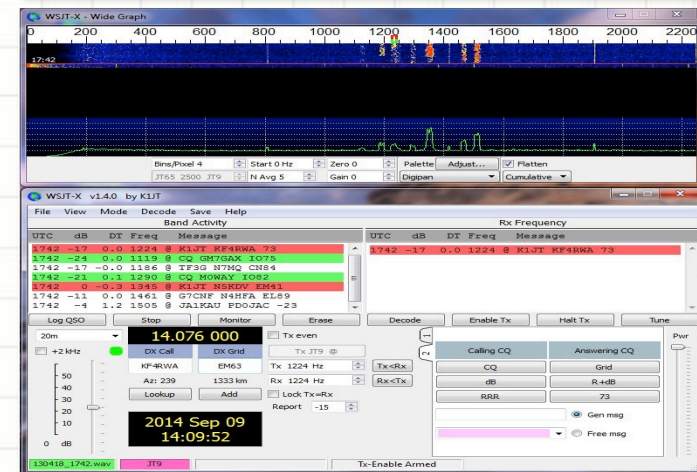 WSJT-X - Wide Graph
0 200 400 600 800 1000 1200 1400 1600 1800 2000 2200
17:42
Bins/Pixel 4 Start 0 Hz Zero 0 Palette Adjust... Flatten
JT65 2500 JT9 N Avg 5 Gain 0 Digipan Cumulative
WSJT-X v1.4.0 by K1JT
File View Mode Decode Save Help
Band Activity Rx Frequency
UTC dB DT Freq Message UTC dB DT Freq Message
1742 -17 0.0 1224 @ K1JT KF4RWA 73 1742 -17 0.0 1224 @ K1JT KF4RWA 73
1742 -24 0.0 1119 @ CQ GM7GAX IO75
1742 -17 -0.0 1186 @ TF3G N7MQ CN84
1742 -21 0.1 1290 @ CQ M0WAY IO82
1742 0 -0.3 1345 @ K1JT N5KDV EM41
1742 -11 0.0 1461 @ G7CNF N4HFA EL89
1742 -4 1.2 1505 @ JA1KAU PD0JAC -23
Log QSO Stop Monitor Erase Decode Enable Tx Halt Tx Tune
20m 14.076 000 Tx even 1 Calling CQ Answering CQ Pwr
+2 kHz DX Call DX Grid Tx JT9 @ 2
KF4RWA EM63 Tx 1224 Hz Tx<Rx CQ Grid
Az: 239 1333 km Rx 1224 Hz Rx<Tx dB R+dB
Lookup Add Lock Tx=Rx RRR 73
Report -15
50
40
30
20
10
0 dB
2014 Sep 09
14:09:52
Gen msg
Free msg
130418_1742.wav JT9 Tx-Enable Armed